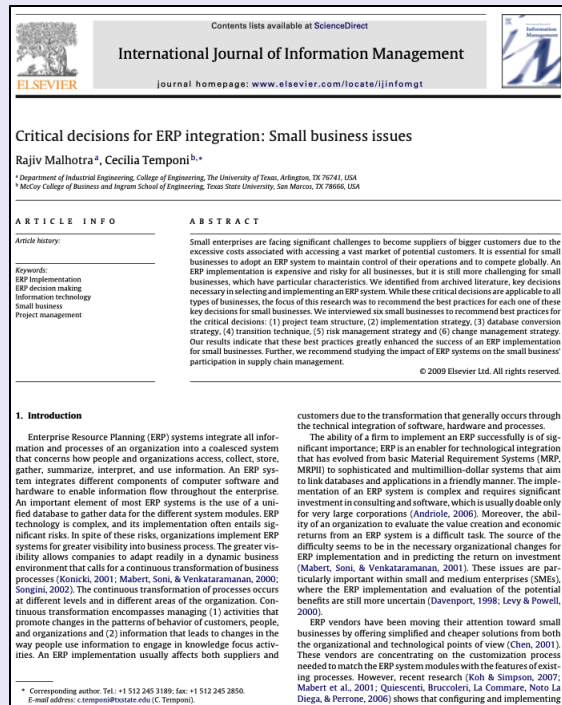 Contents lists available at ScienceDirect
International Journal of Information Management
journal homepage: www.elsevier.com/locate/ijinfomgt
ELSEVIER
Information
Management
Critical decisions for ERP integration: Small business issues
Rajiv Malhotra a, Cecilia Temponi b,*
a Department of Industrial Engineering, College of Engineering, The University of Texas, Arlington, TX 76741, USA
b McCoy College of Business and Ingram School of Engineering, Texas State University, San Marcos, TX 78666, USA
ARTICLE INFO
Article history:
Keywords:
ERP Implementation
ERP decision making
Information technology
Small business
Project management
ABSTRACT
Small enterprises are facing significant challenges to become suppliers of bigger customers due to the
excessive costs associated with accessing a vast market of potential customers. It is essential for small
businesses to adopt an ERP system to maintain control of their operations and to compete globally. An
ERP implementation is expensive and risky for all businesses, but it is still more challenging for small
businesses, which have particular characteristics. We identified from archived literature, key decisions
necessary in selecting and implementing an ERP system. While these critical decisions are applicable to all
types of businesses, the focus of this research was to recommend the best practices for each one of these
key decisions for small businesses. We interviewed six small businesses to recommend best practices for
the critical decisions: (1) project team structure, (2) implementation strategy, (3) database conversion
strategy, (4) transition technique, (5) risk management strategy and (6) change management strategy.
Our results indicate that these best practices greatly enhanced the success of an ERP implementation
for small businesses. Further, we recommend studying the impact of ERP systems on the small business'
participation in supply chain management.
© 2009 Elsevier Ltd. All rights reserved.
1. Introduction
Enterprise Resource Planning (ERP) systems integrate all infor-
mation and processes of an organization into a coalesced system
that concerns how people and organizations access, collect, store,
gather, summarize, interpret, and use information. An ERP sys-
tem integrates different components of computer software and
hardware to enable information flow throughout the enterprise.
An important element of most ERP systems is the use of a uni-
fied database to gather data for the different system modules. ERP
technology is complex, and its implementation often entails sig-
nificant risks. In spite of these risks, organizations implement ERP
systems for greater visibility into business process. The greater vis-
ibility allows companies to adapt readily in a dynamic business
environment that calls for a continuous transformation of business
processes (Konicki, 2001; Mabert, Soni, & Venkataramanan, 2000;
Songini, 2002). The continuous transformation of processes occurs
at different levels and in different areas of the organization. Con-
tinuous transformation encompasses managing (1) activities that
promote changes in the patterns of behavior of customers, people,
and organizations and (2) information that leads to changes in the
way people use information to engage in knowledge focus activ-
ities. An ERP implementation usually affects both suppliers and
* Corresponding author. Tel.: +1 512 245 3189; fax: +1 512 245 2850.
E-mail address: c.temponi@txstate.edu (C. Temponi).
customers due to the transformation that generally occurs through
the technical integration of software, hardware and processes.
The ability of a firm to implement an ERP successfully is of sig-
nificant importance; ERP is an enabler for technological integration
that has evolved from basic Material Requirement Systems (MRP,
MRPII) to sophisticated and multimillion-dollar systems that aim
to link databases and applications in a friendly manner. The imple-
mentation of an ERP system is complex and requires significant
investment in consulting and software, which is usually doable only
for very large corporations (Andriole, 2006). Moreover, the abil-
ity of an organization to evaluate the value creation and economic
returns from an ERP system is a difficult task. The source of the
difficulty seems to be in the necessary organizational changes for
ERP implementation and in predicting the return on investment
(Mabert, Soni, & Venkataraman, 2001). These issues are par-
ticularly important within small and medium enterprises (SMEs),
where the ERP implementation and evaluation of the potential
benefits are still more uncertain (Davenport, 1998; Levy & Powell,
2000).
ERP vendors have been moving their attention toward small
businesses by offering simplified and cheaper solutions from both
the organizational and technological points of view (Chen, 2001).
These vendors are concentrating on the customization process
needed to match the ERP system modules with the features of exist-
ing processes. However, recent research (Koh & Simpson, 2007;
Mabert et al., 2001; Quiescenti, Bruccoleri, La Commare, Noto La
Diega, & Perrone, 2006) shows that configuring and implementing